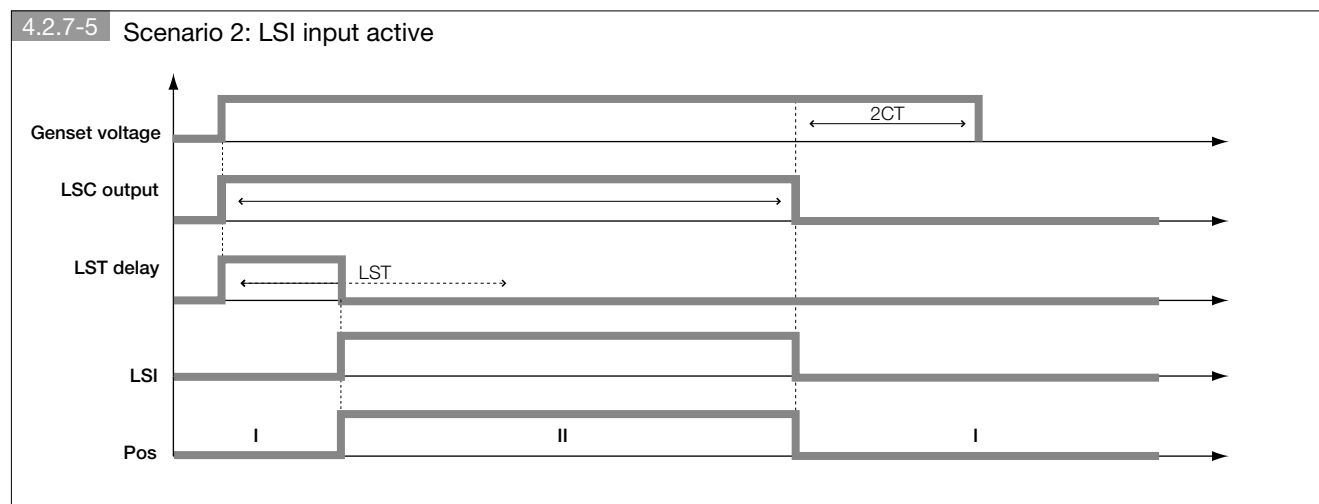 4.2.7-5 Scenario 2: LSI input active
Genset voltage
2CT
LSC output
LST delay
LST
LSI
Pos
I
II
I